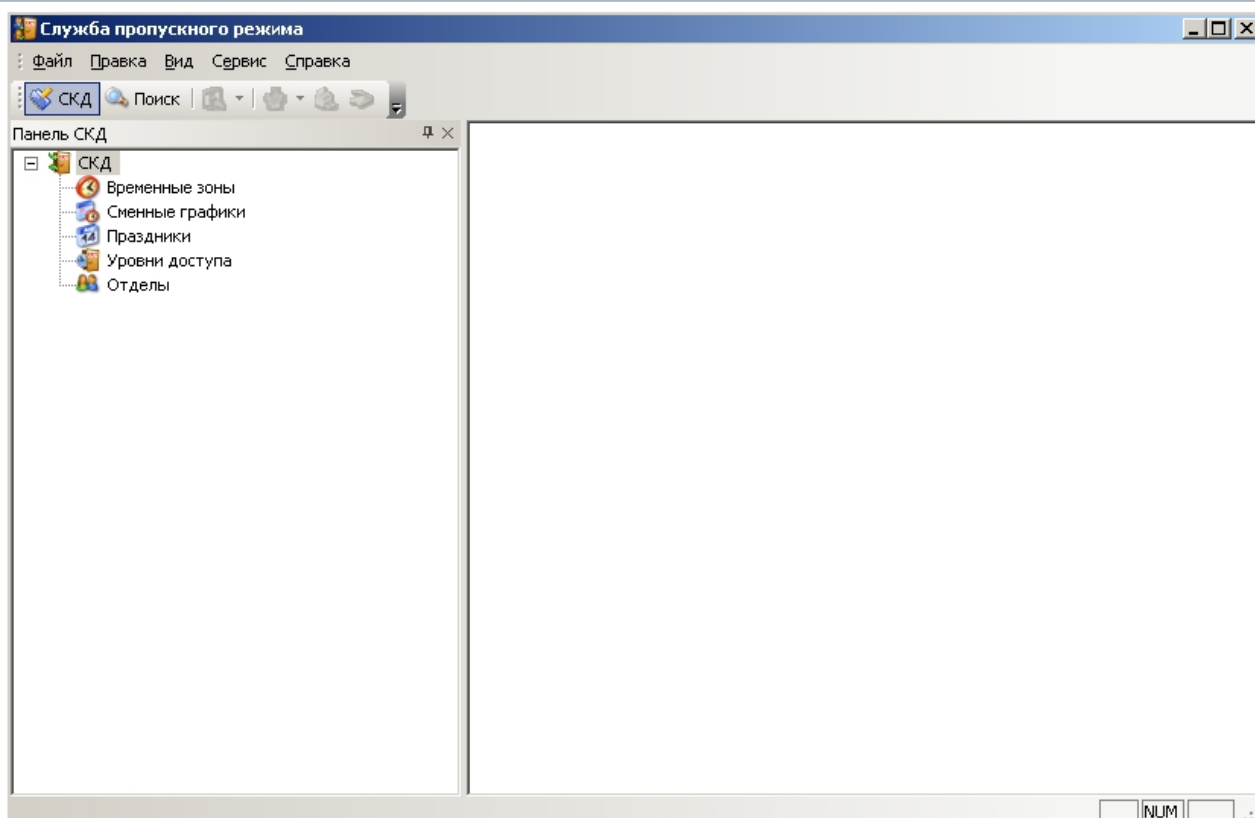 Служба пропускного режима
Файл Правка Вид Сервис Справка
СКД Поиск
Панель СКД
СКД
Временные зоны
Сменные графики
Праздники
Уровни доступа
Отделы
NUM